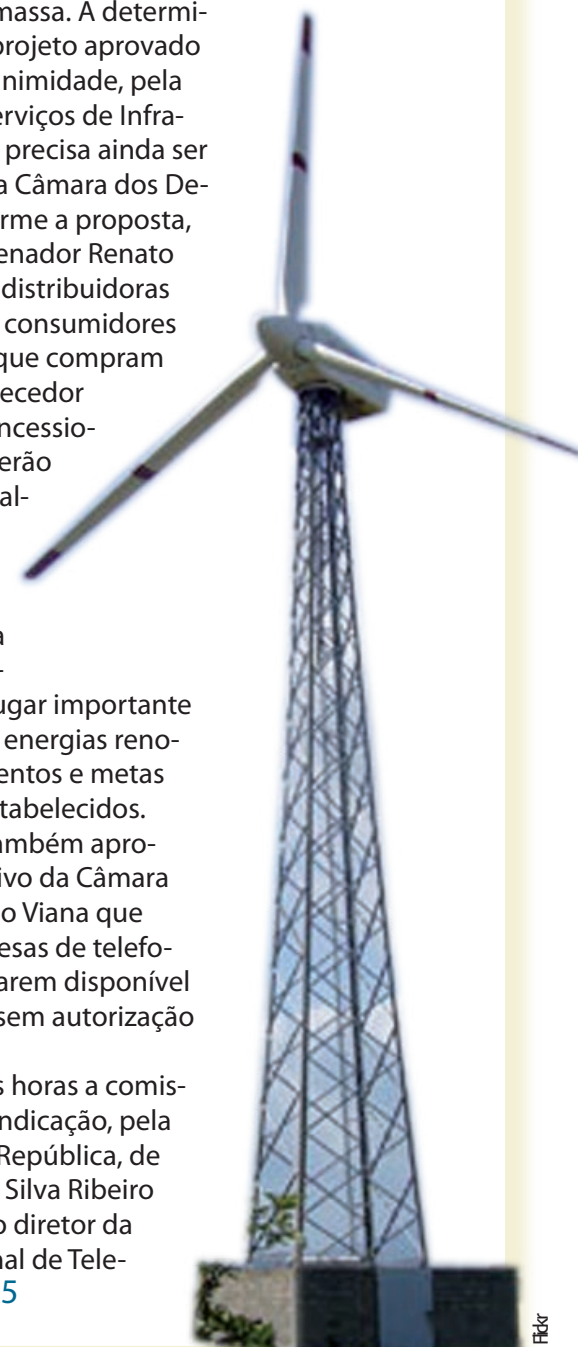 massa. A determi-
projeto aprovado
nimidade, pela
erviços de Infra-
precisa ainda ser
a Câmara dos De-
rme a proposta,
enador Renato
distribuidoras
consumidores
que compram
ecedor
ncessio-
erão
al-
a
-
ugar importante
energias reno-
entos e metas
tabelecidos.
ambém apro-
ivo da Câmara
o Viana que
esas de telefo-
arem disponível
sem autorização
s horas a comis-
ndicação, pela
República, de
Silva Ribeiro
o diretor da
nal de Tele-
5
Flickr